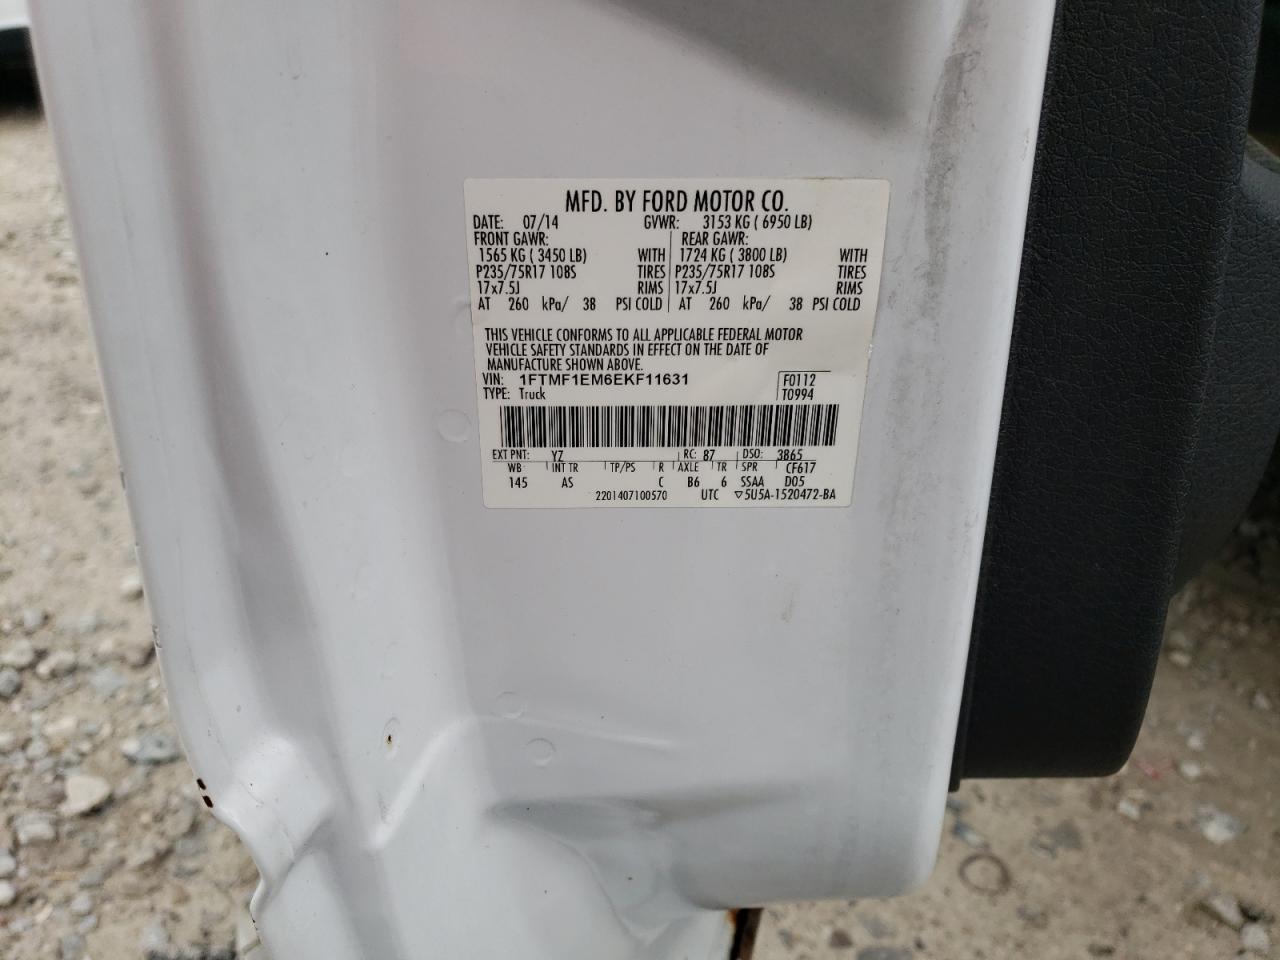 MFD. BY FORD MOTOR CO.
DATE: 07/14 GVWR: 3153 KG ( 6950 LB)
FRONT GAWR: REAR GAWR:
1565 KG ( 3450 LB) WITH 1724 KG ( 3800 LB) WITH
P235/75R17 108S TIRES P235/75R17 108S TIRES
17x7.5J RIMS 17x7.5J RIMS
AT 260 kPa/ 38 PSI COLD AT 260 kPa/ 38 PSI COLD
THIS VEHICLE CONFORMS TO ALL APPLICABLE FEDERAL MOTOR
VEHICLE SAFETY STANDARDS IN EFFECT ON THE DATE OF
MANUFACTURE SHOWN ABOVE.
VIN: 1FTMF1EM6EKF11631 F0112
TYPE: Truck T0994
EXT PNT: YZ RC: 87 DSO: 3865
WB INT TR TP/PS R AXLE TR SPR CF617
145 AS C B6 6 SSAA D05
2201407100570 UTC ▽5U5A-1520472-BA